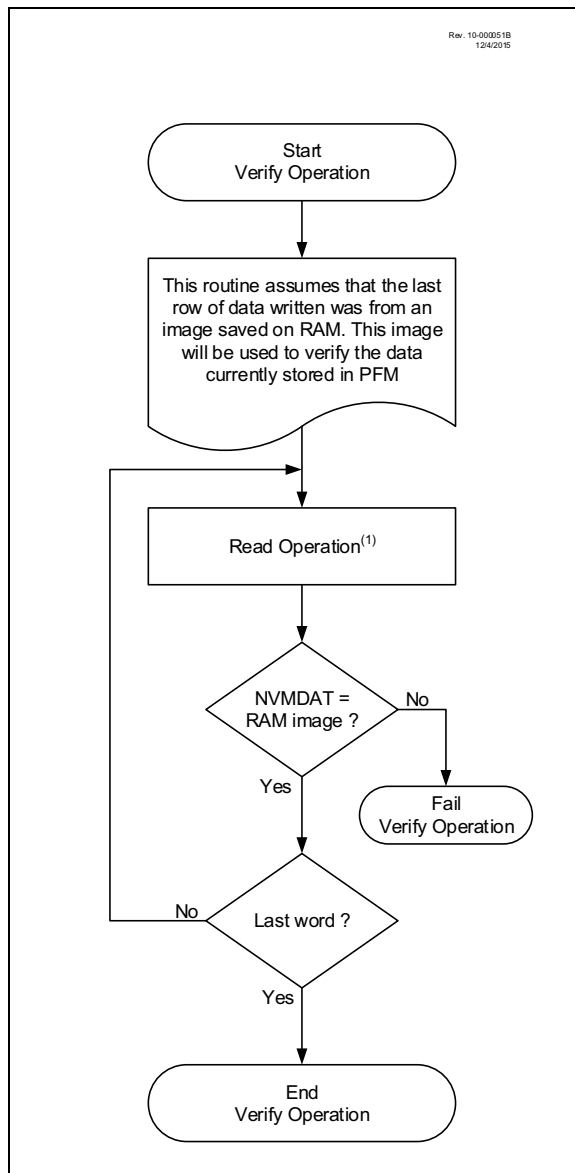 Rev. 10-000051B
12/4/2015
Start
Verify Operation
This routine assumes that the last
row of data written was from an
image saved on RAM. This image
will be used to verify the data
currently stored in PFM
Read Operation(1)
NVMDAT =
RAM image ?
No
Yes
Fail
Verify Operation
Last word ?
No
Yes
End
Verify Operation